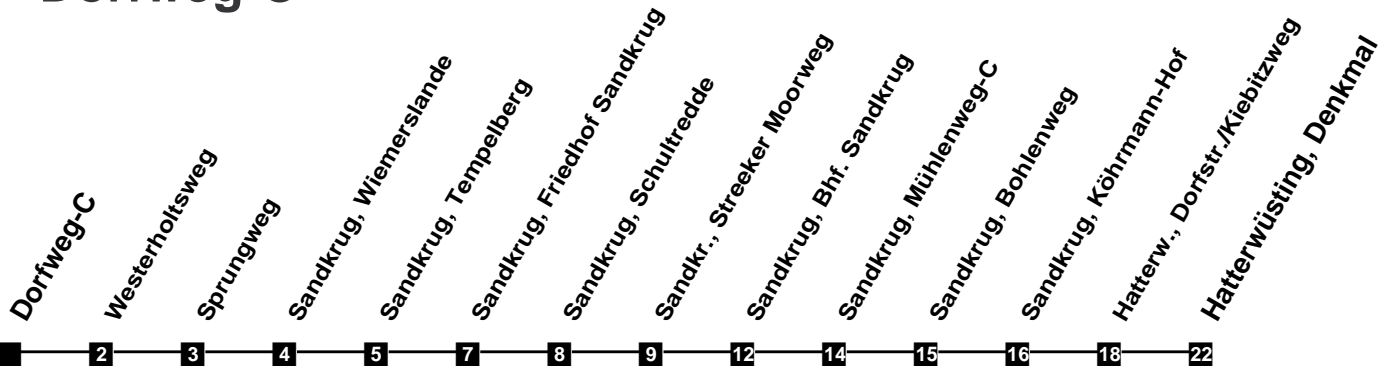 Dorfweg-C
Dorfweg-C
Westerholtsweg
Sprungweg
Sandkrug, Wiemerslande
Sandkrug, Tempelberg
Sandkrug, Friedhof Sandkrug
Sandkrug, Schultredde
Sandkr., Streeker Moorweg
Sandkrug, Bhf. Sandkrug
Sandkrug, Mühlenweg-C
Sandkrug, Bohlenweg
Sandkrug, Köhrmann-Hof
Hatterw., Dorfstr./Kiebitzweg
Hatterwüsting, Denkmal
2 3 4 5 7 8 9 12 14 15 16 18 22